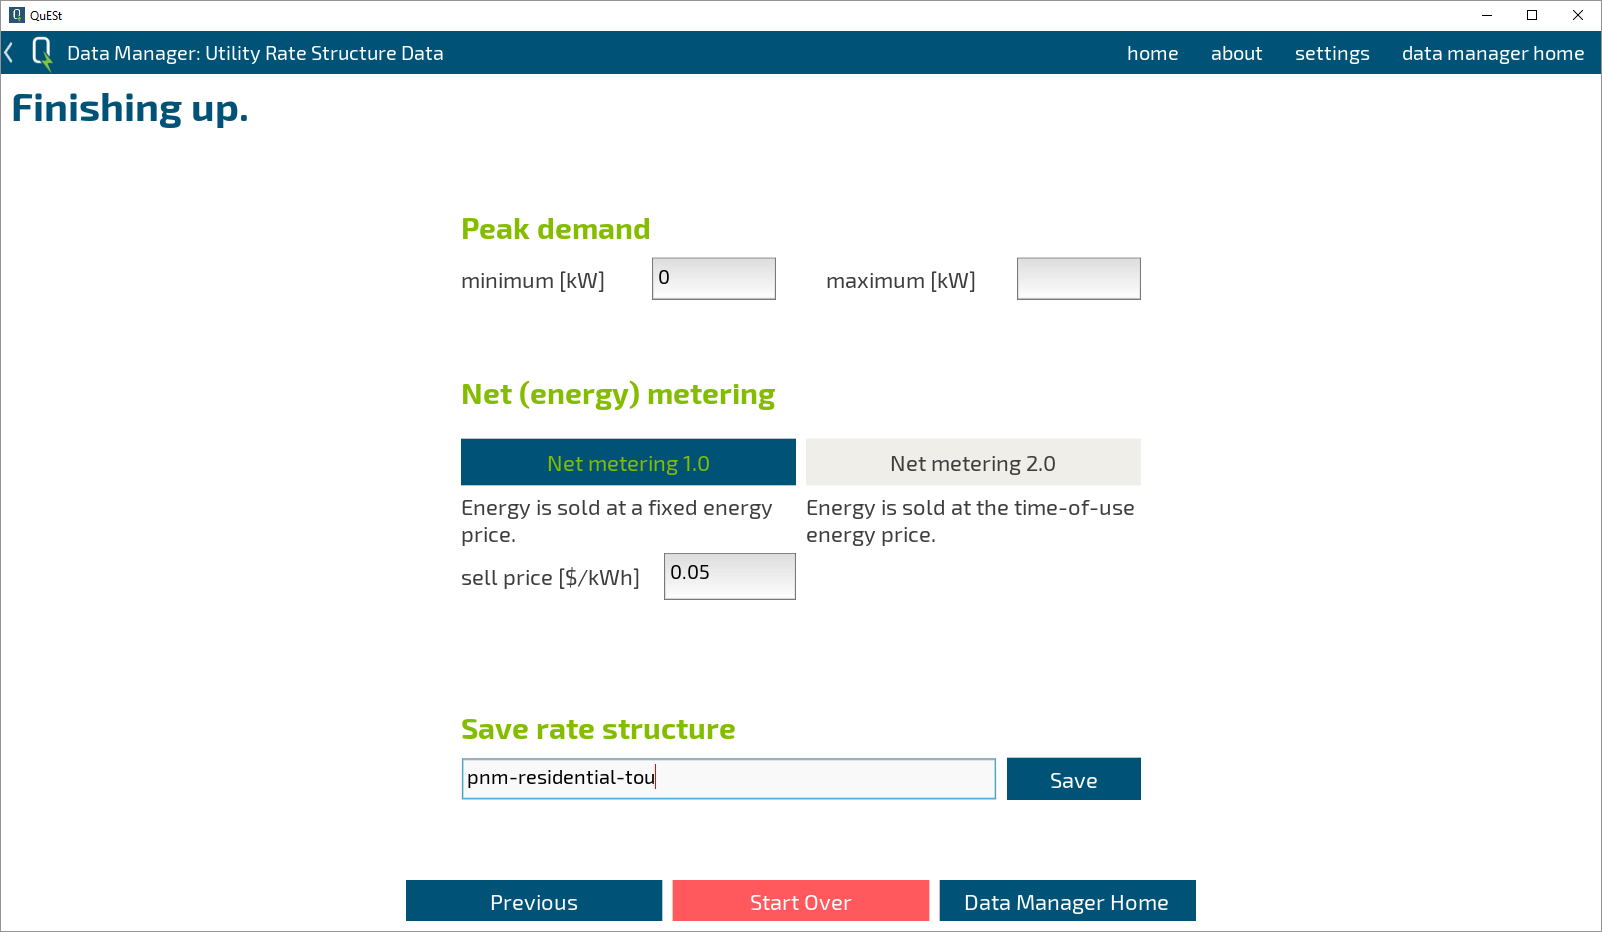 QuESt
Data Manager: Utility Rate Structure Data
home about settings data manager home
Finishing up.
Peak demand
minimum [kW] 0 maximum [kW]
Net (energy) metering
Net metering 1.0 Net metering 2.0
Energy is sold at a fixed energy
price.
Energy is sold at the time-of-use
energy price.
sell price [$/kWh] 0.05
Save rate structure
pnm-residential-tou Save
Previous Start Over Data Manager Home